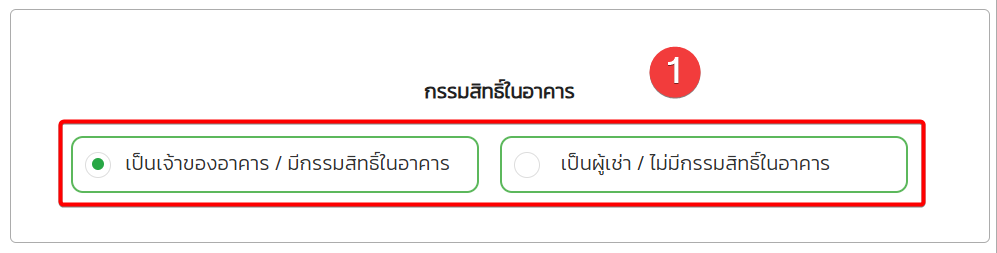 1
กรรมสิทธิ์ในอาคาร
เป็นเจ้าของอาคาร / มีกรรมสิทธิ์ในอาคาร
เป็นผู้เช่า / ไม่มีกรรมสิทธิ์ในอาคาร